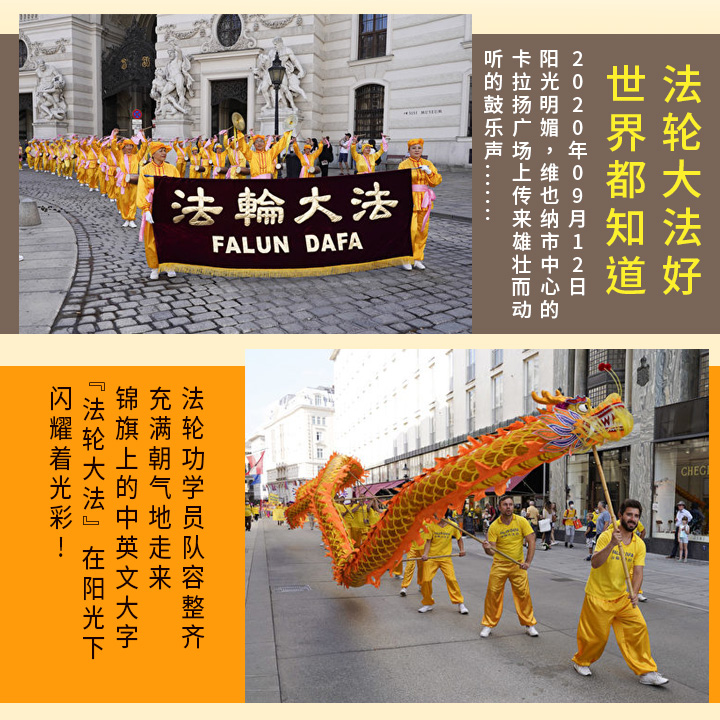 法轮大法好
世界都知道
2020年09月12日
阳光明媚，维也纳市中心的
卡拉扬广场上传来雄壮而动
听的鼓乐声……
法輪大法
FALUN DAFA
法轮功学员队容整齐
充满朝气地走来
锦旗上的中英文大字
『法轮大法』在阳光下
闪耀着光彩！